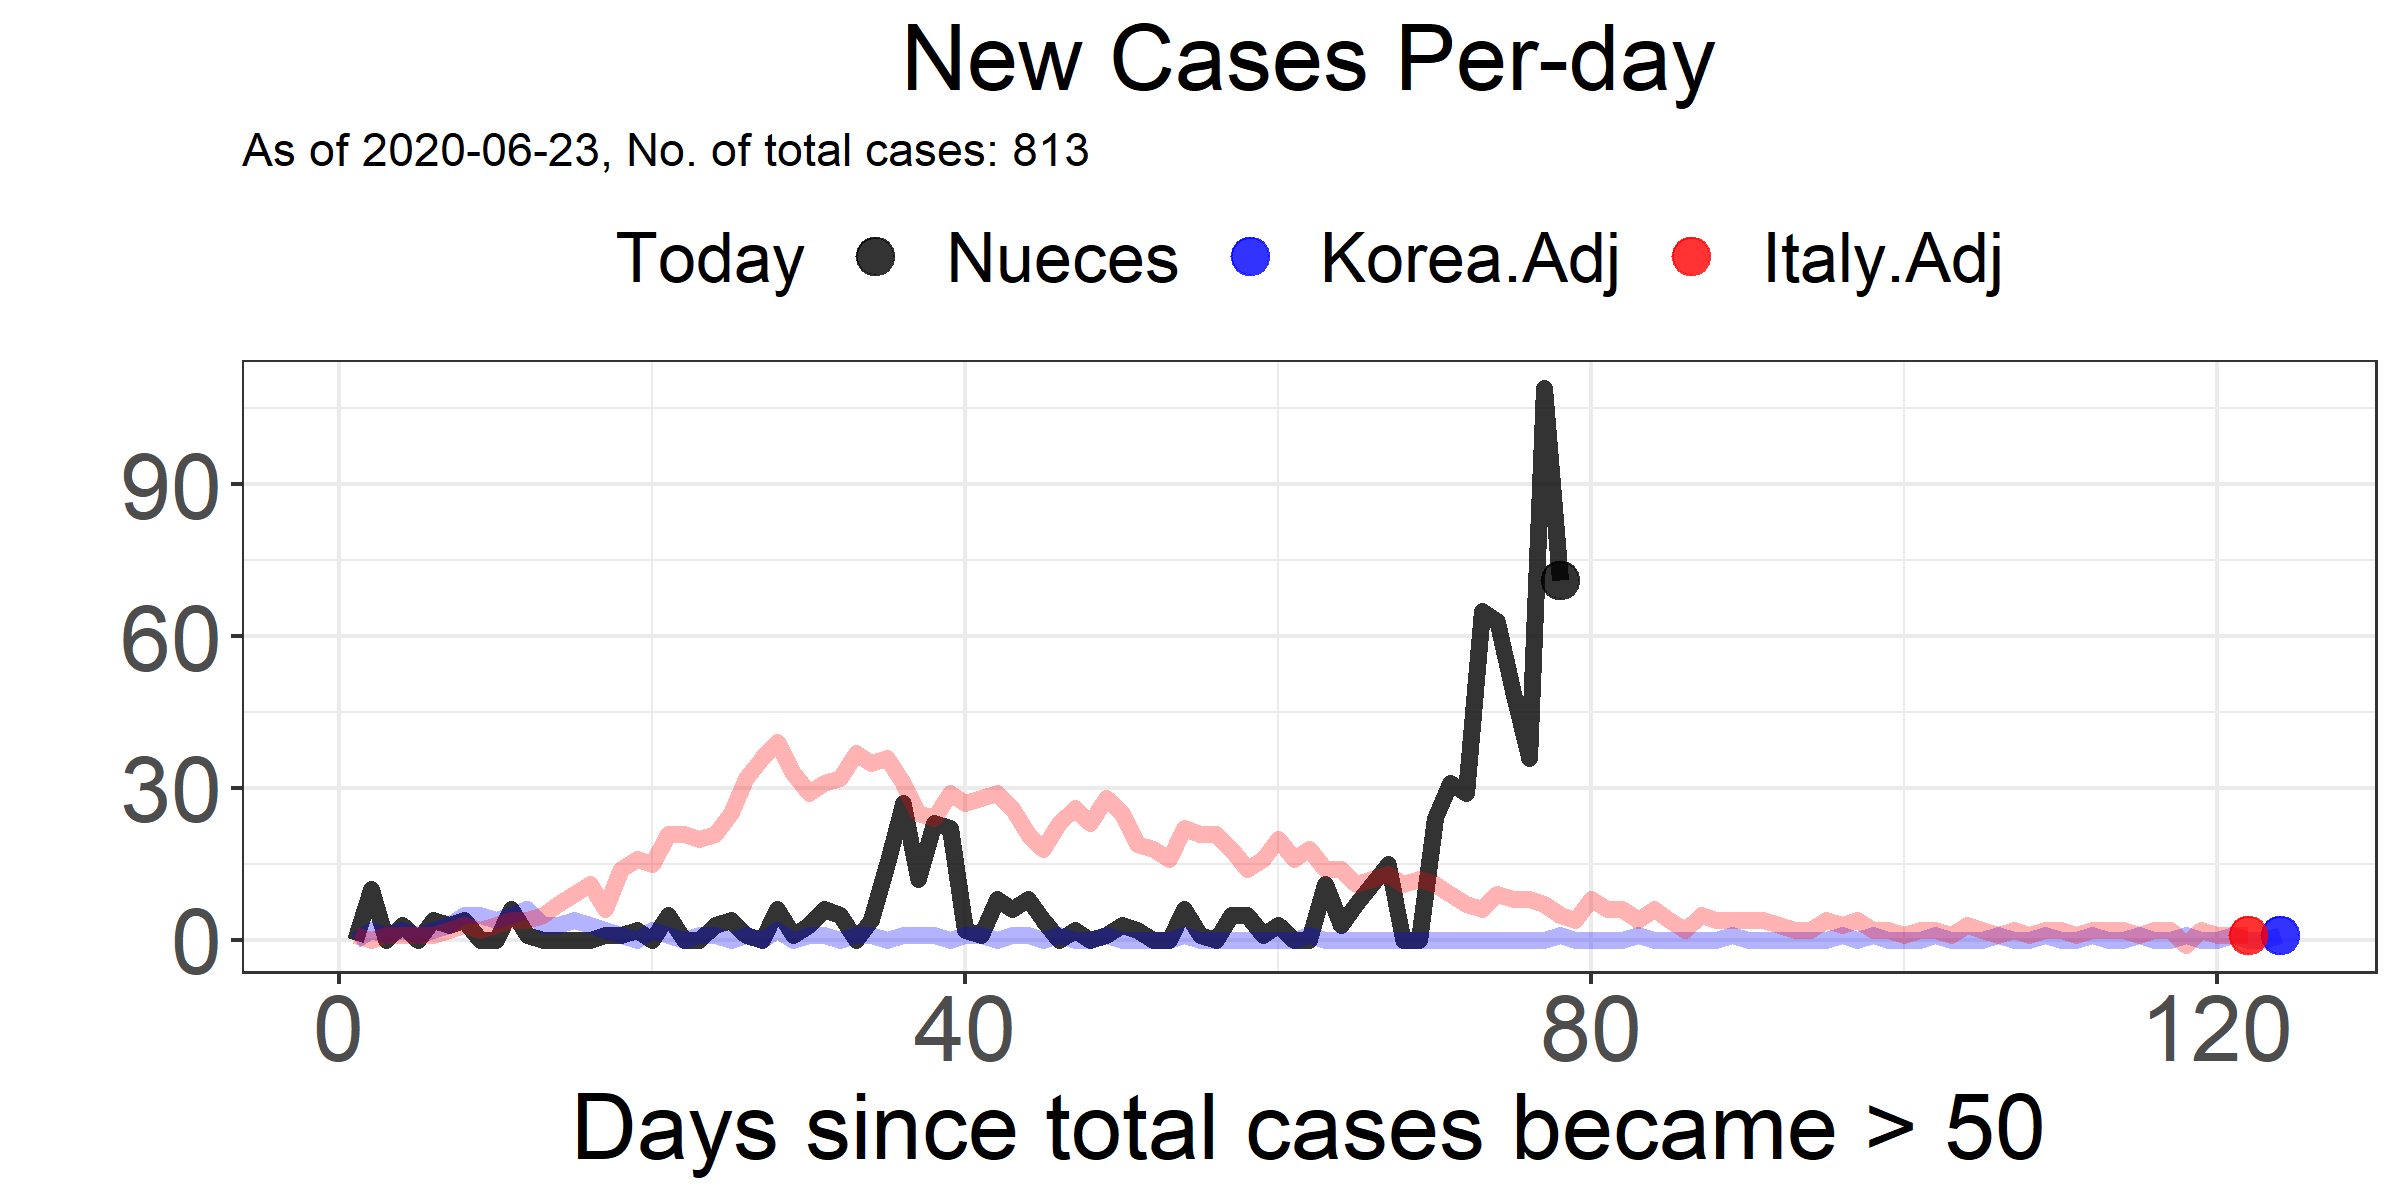 New Cases Per-day
As of 2020-06-23, No. of total cases: 813
Today Nueces Korea.Adj Italy.Adj
90
60
30
0
0 40 80 120
Days since total cases became > 50